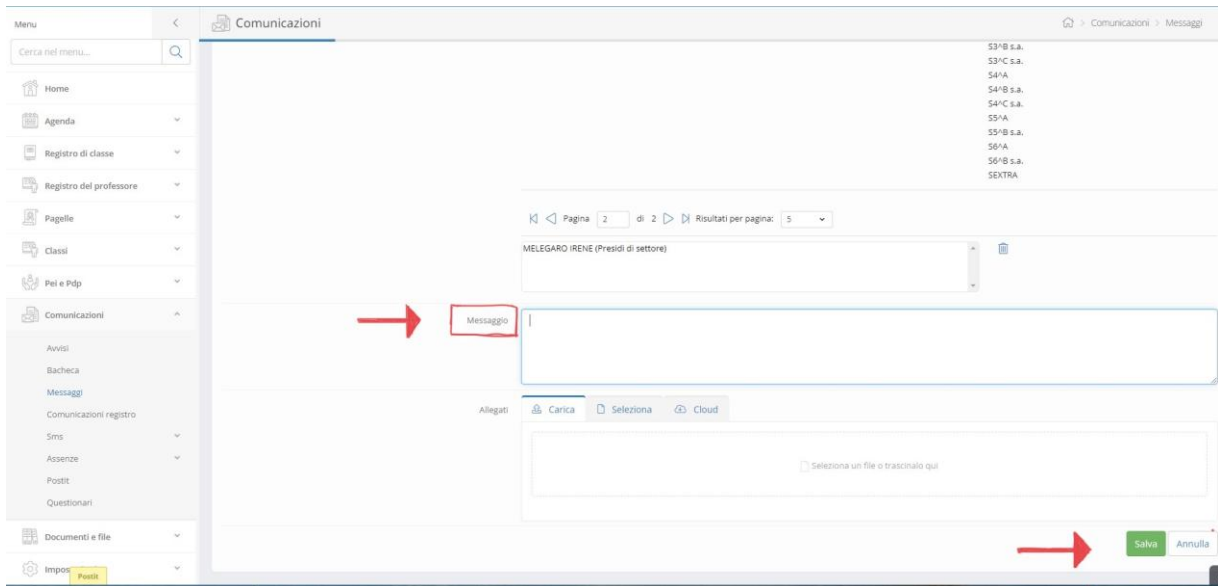 Menu
Comunicazioni
Comunicazioni > Messaggi
Cerca nel menu...
Home
Agenda
Registro di classe
Registro del professore
Pagelle
Classi
Pei e Pdp
Comunicazioni
Avvisi
Bacheca
Messaggi
Comunicazioni registro
Sms
Assenze
Postit
Questionari
Documenti e file
Impos
Postit
S3^B s.a.
S3^C s.a.
S4^A
S4^B s.a.
S4^C s.a.
S5^A
S5^B s.a.
S6^A
S6^B s.a.
SEXTRA
Pagina 2 di 2 Risultati per pagina: 5
MELEGARO IRENE (Presidi di settore)
Messaggio
Allegati
Carica Seleziona Cloud
Seleziona un file o trascinalo qui
Salva Annulla